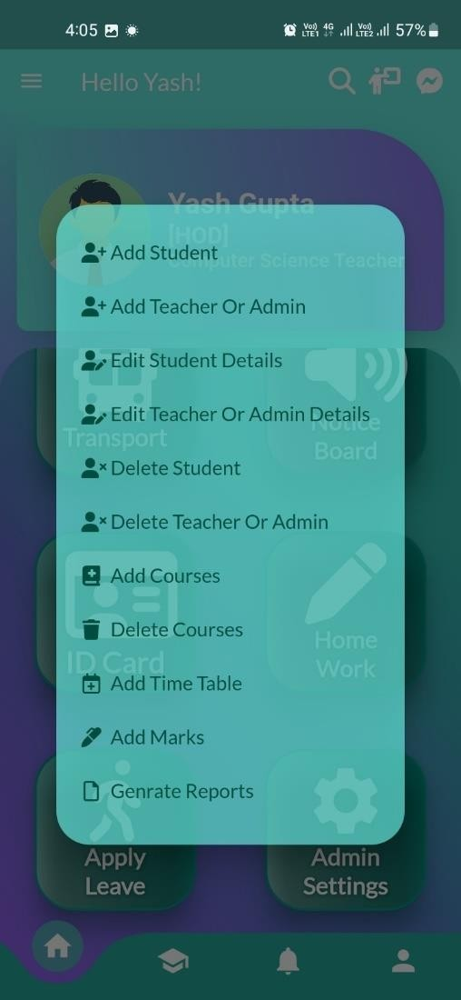 4:05
Vo)) LTE1 4G Vo)) LTE2 57%
Hello Yash!
Yash Gupta
[HOD]
Computer Science Teacher
Add Student
Add Teacher Or Admin
Edit Student Details
Edit Teacher Or Admin Details
Delete Student
Delete Teacher Or Admin
Add Courses
Delete Courses
Add Time Table
Add Marks
Genrate Reports
Transport
Notice
Board
ID Card
Home
Work
Apply
Leave
Admin
Settings